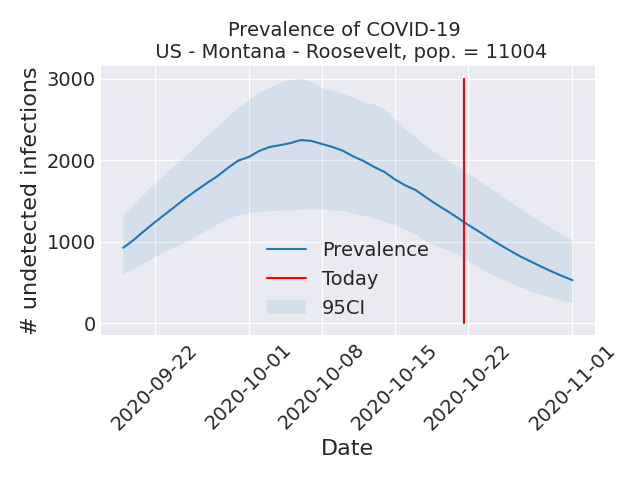 Prevalence of COVID-19
US - Montana - Roosevelt, pop. = 11004
# undetected infections
3000
2000
1000
0
Prevalence
Today
95CI
2020-09-22
2020-10-01
2020-10-08
2020-10-15
2020-10-22
2020-11-01
Date